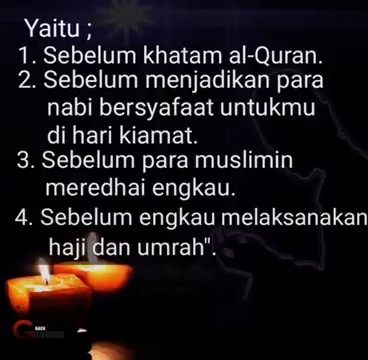 Yaitu ;
1. Sebelum khatam al-Quran.
2. Sebelum menjadikan para
nabi bersyafaat untukmu
di hari kiamat.
3. Sebelum para muslimin
meredhai engkau.
4. Sebelum engkau melaksanakan
haji dan umrah".